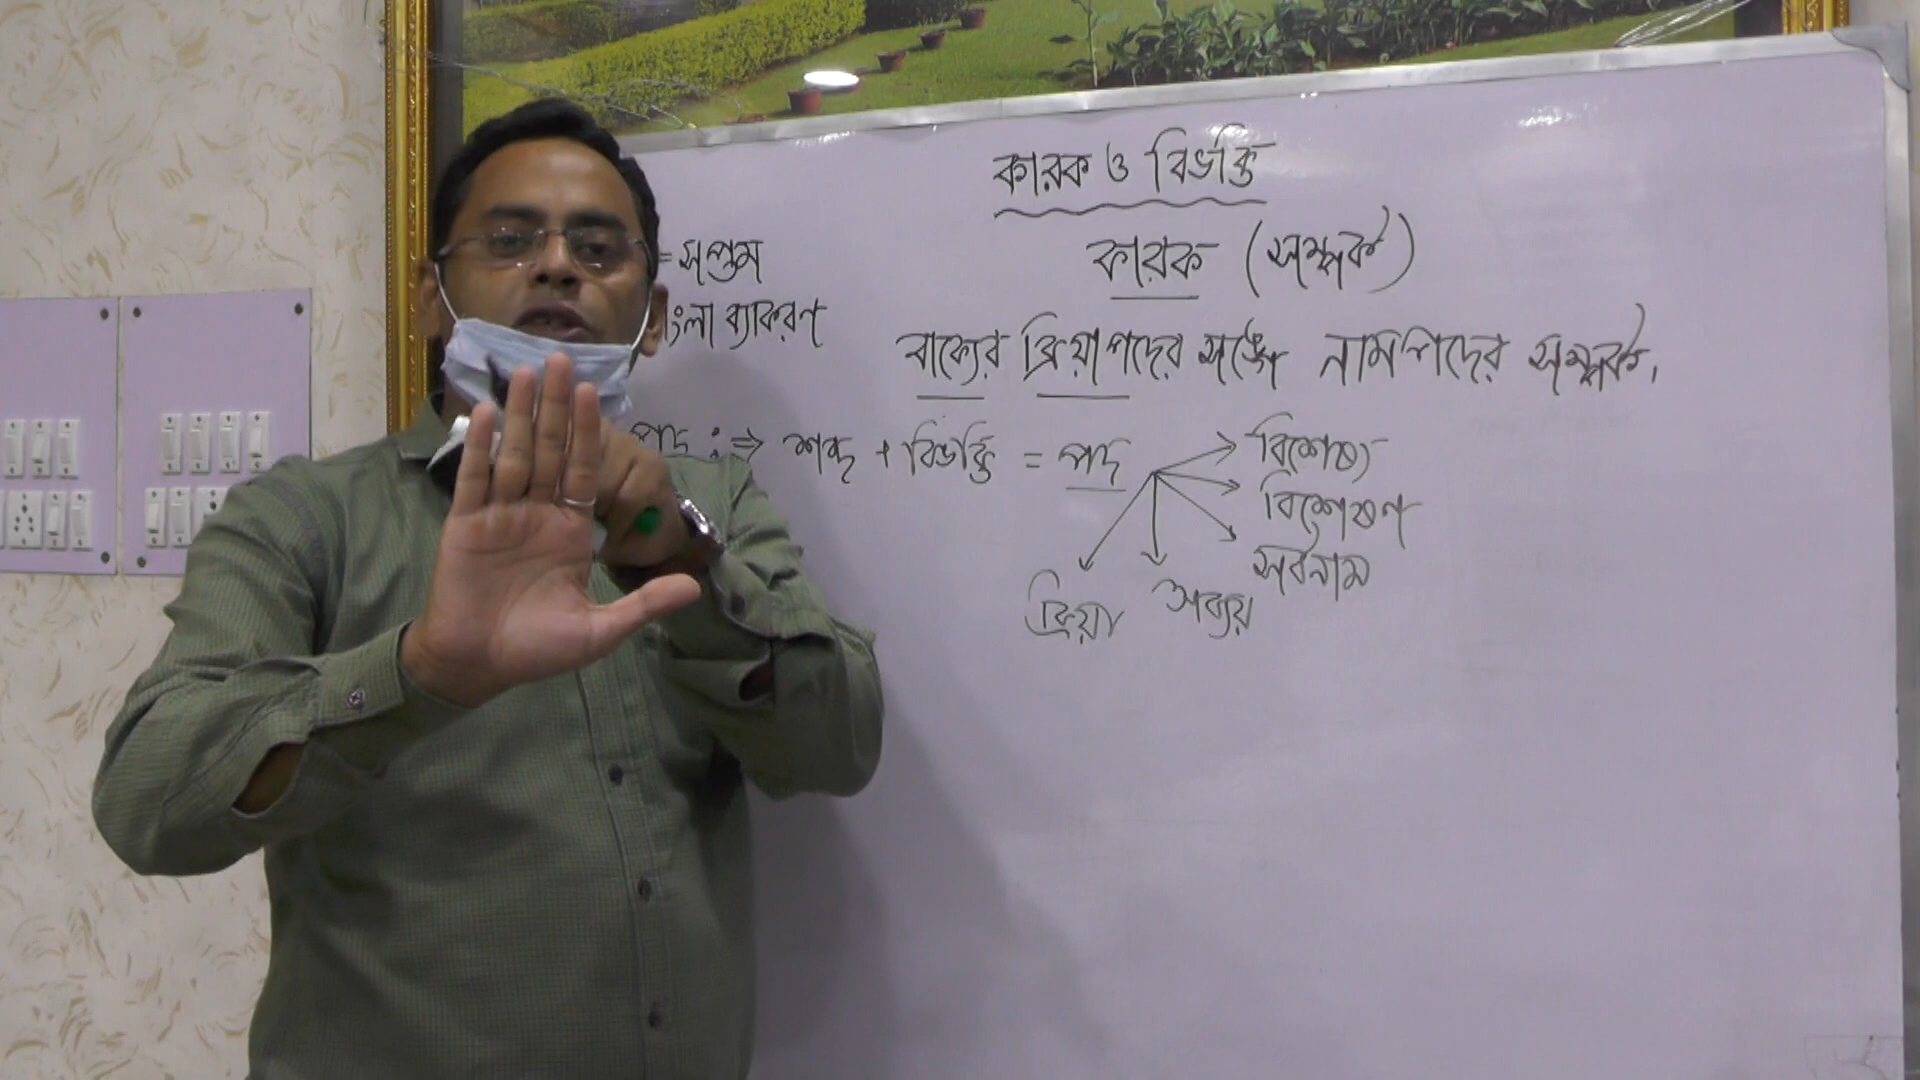 কারক ও বিভক্তি
= সপ্তম
কারক (সম্পর্ক)
বাংলা ব্যাকরণ
বাক্যের ক্রিয়াপদের সঙ্গে নামপদের সম্পর্ক।
পদ :⇒ শব্দ + বিভক্তি = পদ
বিশেষ্য
বিশেষণ
সর্বনাম
অব্যয়
ক্রিয়া